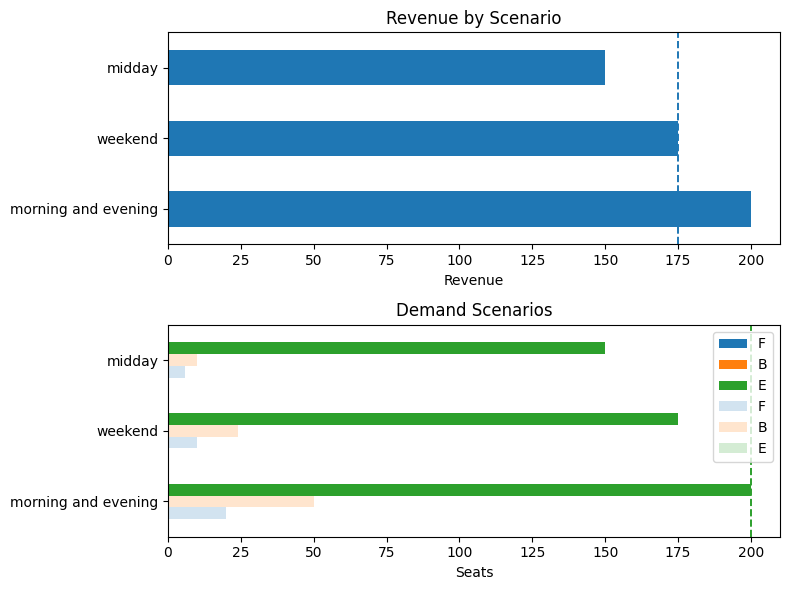 Revenue by Scenario
midday
weekend
morning and evening
0 25 50 75 100 125 150 175 200
Revenue
Demand Scenarios
F
B
E
F
B
E
midday
weekend
morning and evening
0 25 50 75 100 125 150 175 200
Seats